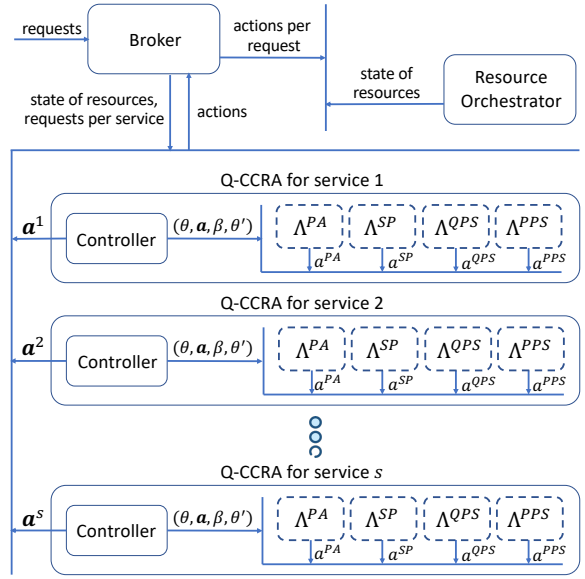 requests
Broker
actions per
request
state of
resources
Resource
Orchestrator
state of resources,
requests per service
actions
Q-CCRA for service 1
𝒂¹
Controller
(θ, 𝒂, β, θ′)
Λ^{PA} Λ^{SP} Λ^{QPS} Λ^{PPS}
a^{PA} a^{SP} a^{QPS} a^{PPS}
Q-CCRA for service 2
𝒂²
Controller
(θ, 𝒂, β, θ′)
Λ^{PA} Λ^{SP} Λ^{QPS} Λ^{PPS}
a^{PA} a^{SP} a^{QPS} a^{PPS}
Q-CCRA for service s
𝒂ˢ
Controller
(θ, 𝒂, β, θ′)
Λ^{PA} Λ^{SP} Λ^{QPS} Λ^{PPS}
a^{PA} a^{SP} a^{QPS} a^{PPS}